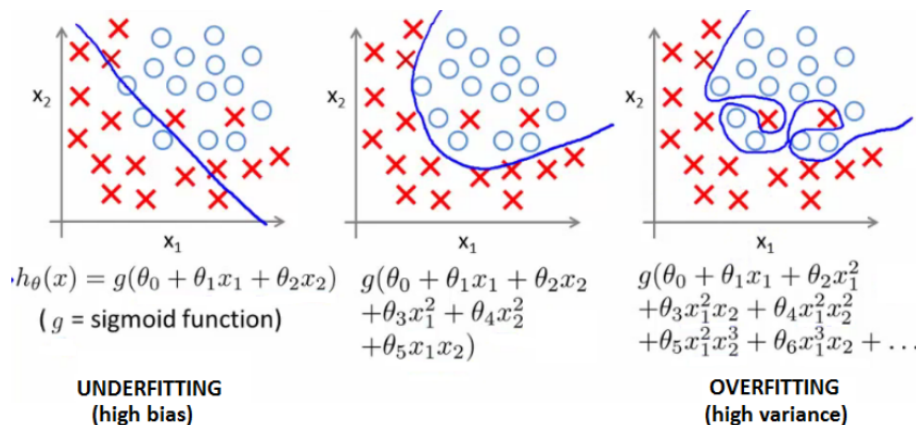 x₂
x₂
x₂
x₁
x₁
x₁
h_θ(x) = g(θ₀ + θ₁x₁ + θ₂x₂)
( g = sigmoid function)
g(θ₀ + θ₁x₁ + θ₂x₂
+θ₃x₁² + θ₄x₂²
+θ₅x₁x₂)
g(θ₀ + θ₁x₁ + θ₂x₁²
+θ₃x₁²x₂ + θ₄x₁²x₂²
+θ₅x₁²x₂³ + θ₆x₁³x₂ + …
UNDERFITTING
(high bias)
OVERFITTING
(high variance)